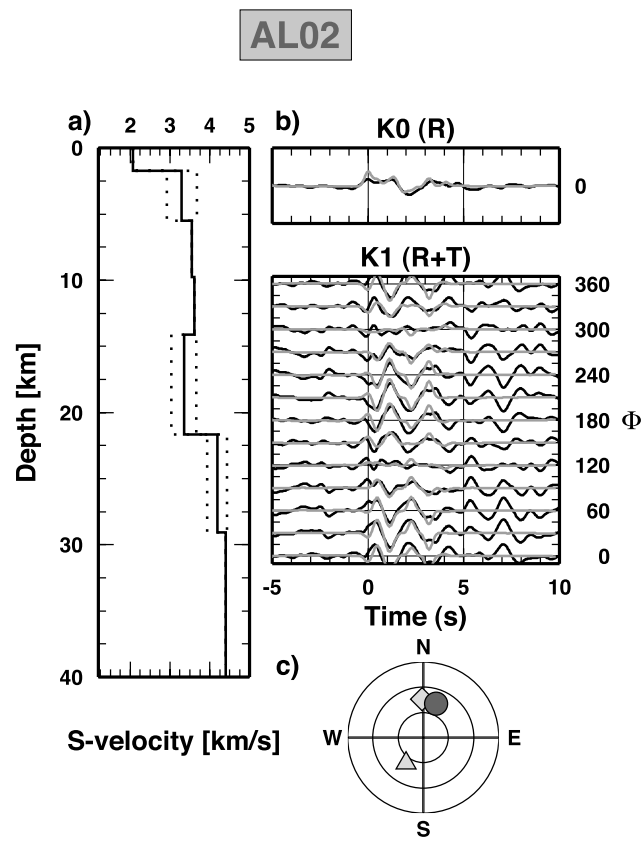 AL02
a) 2 3 4 5
b) K0 (R)
0
10
20
30
40
Depth [km]
S-velocity [km/s]
0
K1 (R+T)
360
300
240
180 Φ
120
60
0
-5 0 5 10
Time (s)
c)
N
W E
S